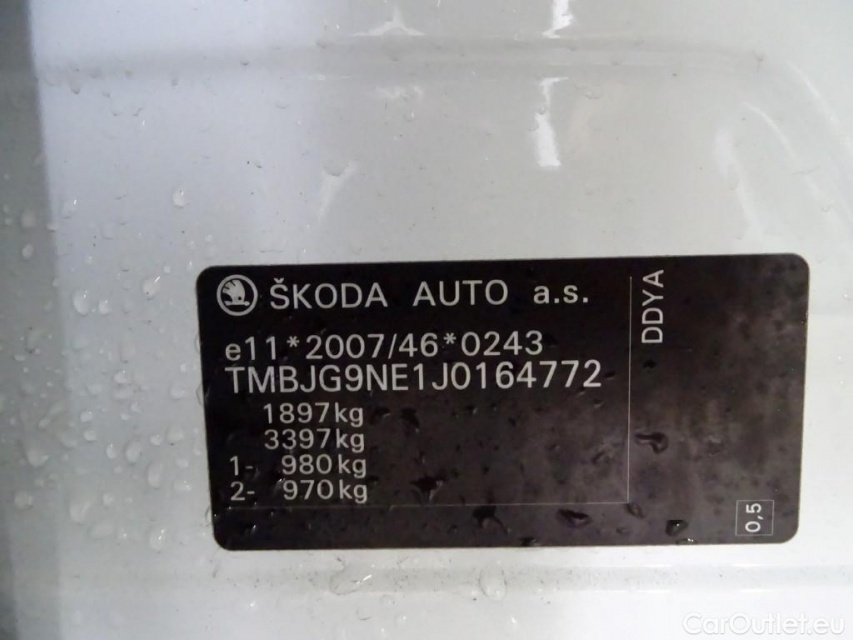 ŠKODA AUTO a.s.
e11*2007/46*0243
TMBJG9NE1J0164772
1897kg
3397kg
1- 980kg
2- 970kg
DDYA
0,5
CarOutlet.eu